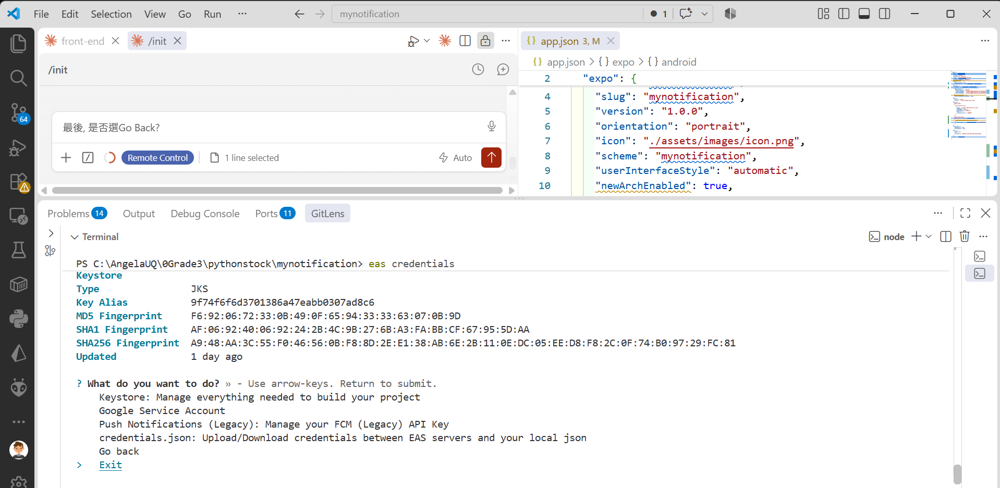 File Edit Selection View Go Run ···
mynotification
1
front-end
/init
app.json 3, M
/init
app.json > { } expo > { } android
最後, 是否選Go Back?
Remote Control
1 line selected
Auto
2 "expo": {
4 "slug": "mynotification",
5 "version": "1.0.0",
6 "orientation": "portrait",
7 "icon": "./assets/images/icon.png",
8 "scheme": "mynotification",
9 "userInterfaceStyle": "automatic",
10 "newArchEnabled": true,
64
Problems 14 Output Debug Console Ports 11 GitLens
Terminal
node
PS C:\AngelaUQ\0Grade3\pythonstock\mynotification> eas credentials
Keystore
Type JKS
Key Alias 9f74f6f6d3701386a47eabb0307ad8c6
MD5 Fingerprint F6:92:06:72:33:0B:49:0F:65:94:33:33:63:07:0B:9D
SHA1 Fingerprint AF:06:92:40:06:92:24:2B:4C:9B:27:6B:A3:FA:BB:CF:67:95:5D:AA
SHA256 Fingerprint A9:48:AA:3C:55:F0:46:56:0B:F8:8D:2E:E1:38:AB:6E:2B:11:0E:DC:05:EE:D8:F8:2C:0F:74:B0:97:29:FC:81
Updated 1 day ago
? What do you want to do? » - Use arrow-keys. Return to submit.
Keystore: Manage everything needed to build your project
Google Service Account
Push Notifications (Legacy): Manage your FCM (Legacy) API Key
credentials.json: Upload/Download credentials between EAS servers and your local json
Go back
> Exit